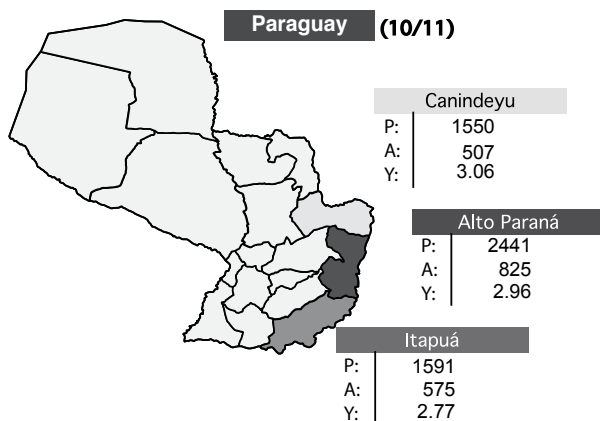 Paraguay (10/11)
Canindeyu
P: 1550
A: 507
Y: 3.06
Alto Paraná
P: 2441
A: 825
Y: 2.96
Itapuá
P: 1591
A: 575
Y: 2.77